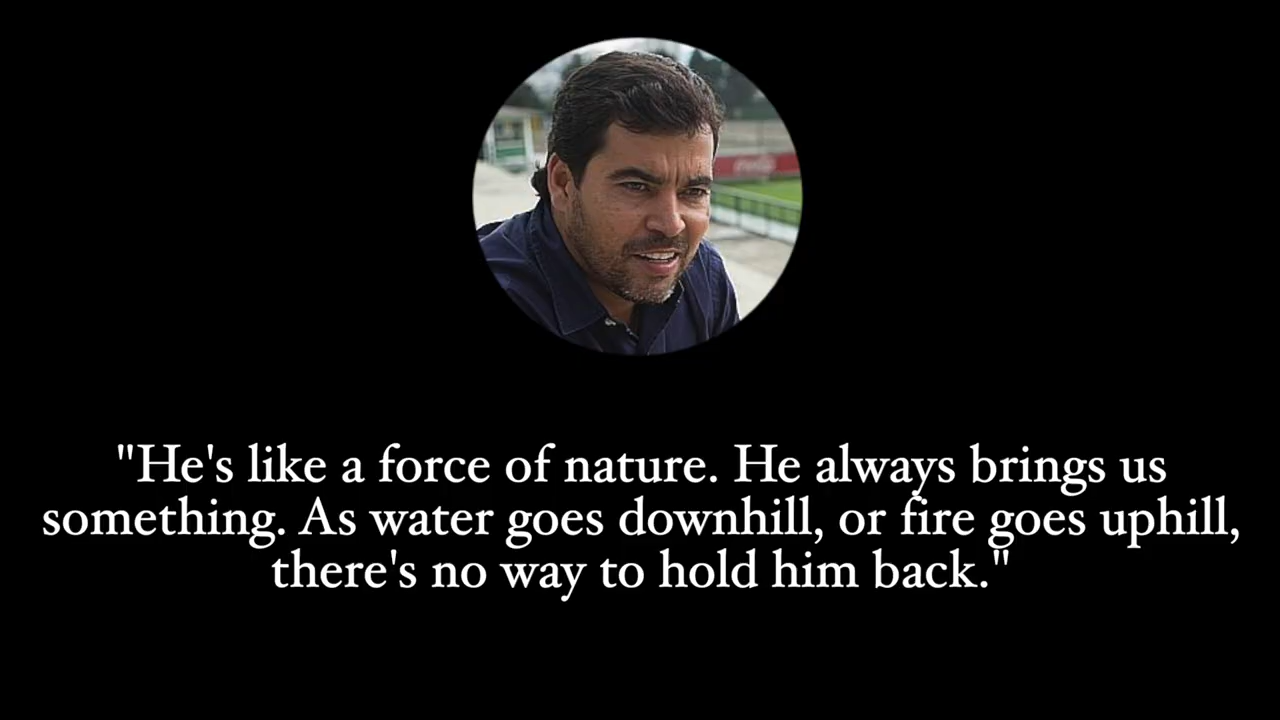 "He's like a force of nature. He always brings us
something. As water goes downhill, or fire goes uphill,
there's no way to hold him back."